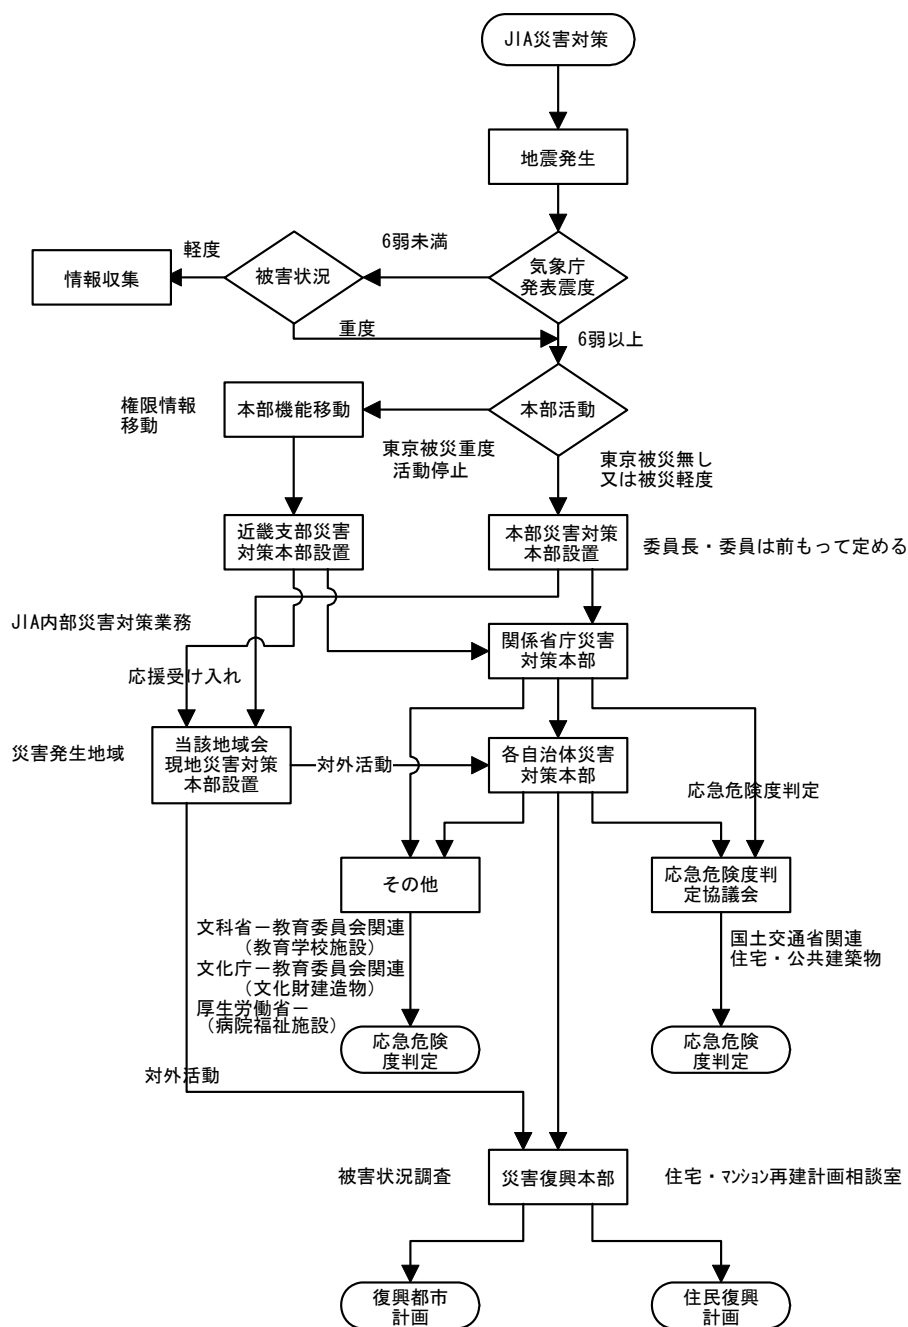 JIA災害対策
地震発生
気象庁
発表震度
6弱未満
被害状況
軽度
情報収集
重度
6弱以上
本部活動
本部機能移動
権限情報
移動
東京被災重度
活動停止
東京被災無し
又は被災軽度
近畿支部災害
対策本部設置
本部災害対策
本部設置
委員長・委員は前もって定める
JIA内部災害対策業務
関係省庁災害
対策本部
応援受け入れ
災害発生地域
当該地域会
現地災害対策
本部設置
対外活動
各自治体災害
対策本部
応急危険度判定
その他
応急危険度判
定協議会
文科省－教育委員会関連
（教育学校施設）
文化庁－教育委員会関連
（文化財建造物）
厚生労働省－
（病院福祉施設）
国土交通省関連
住宅・公共建築物
応急危険
度判定
応急危険
度判定
対外活動
被害状況調査
災害復興本部
住宅・ﾏﾝｼｮﾝ再建計画相談室
復興都市
計画
住民復興
計画